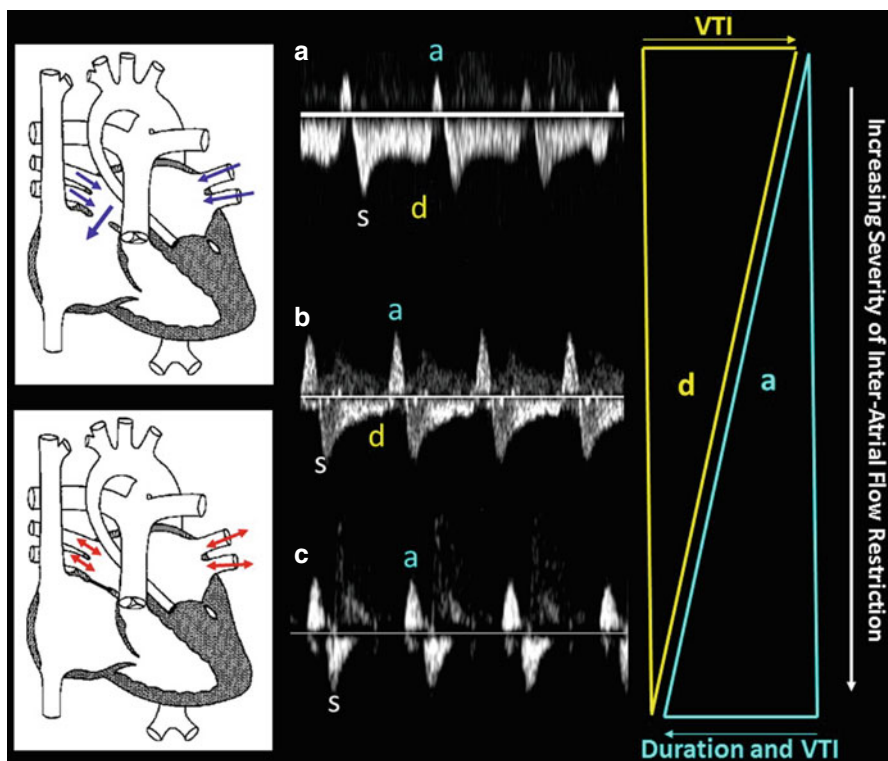 VTI
a
a
s
d
b
a
d
s
d
a
c
a
s
Increasing Severity of Inter-Atrial Flow Restriction
Duration and VTI